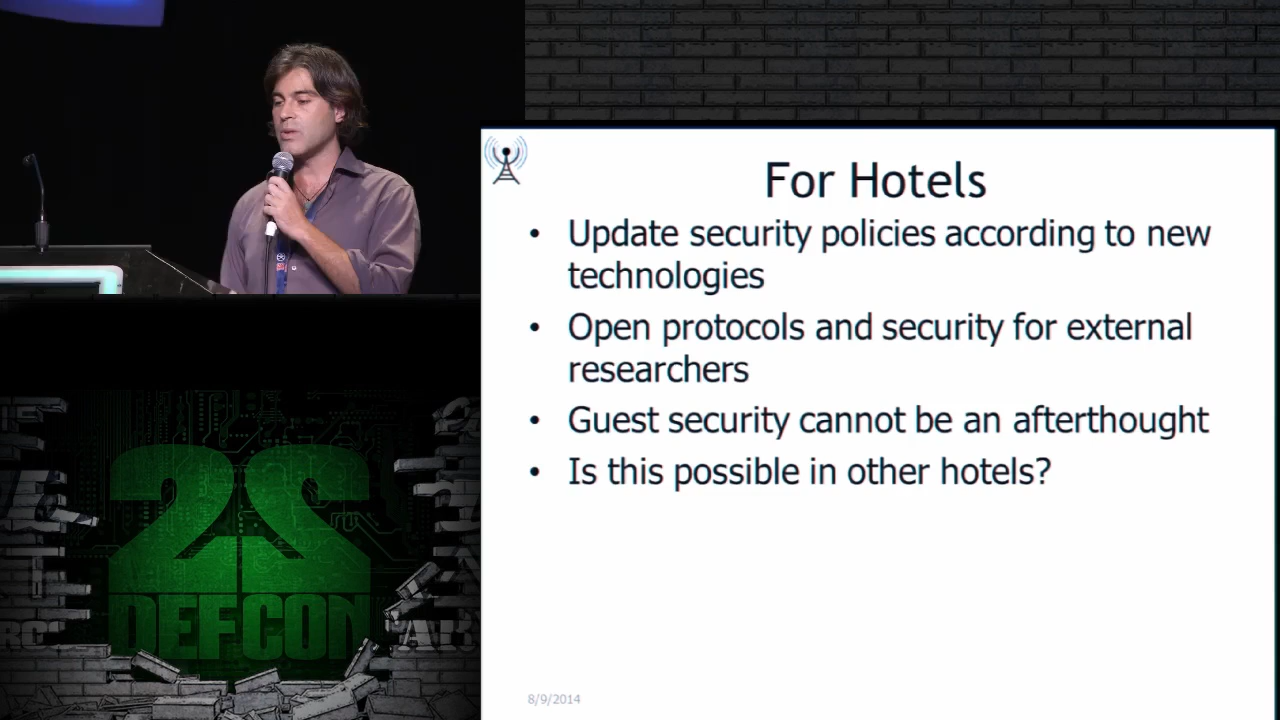 For Hotels
• Update security policies according to new
technologies
• Open protocols and security for external
researchers
• Guest security cannot be an afterthought
• Is this possible in other hotels?
8/9/2014
22
DEFCON